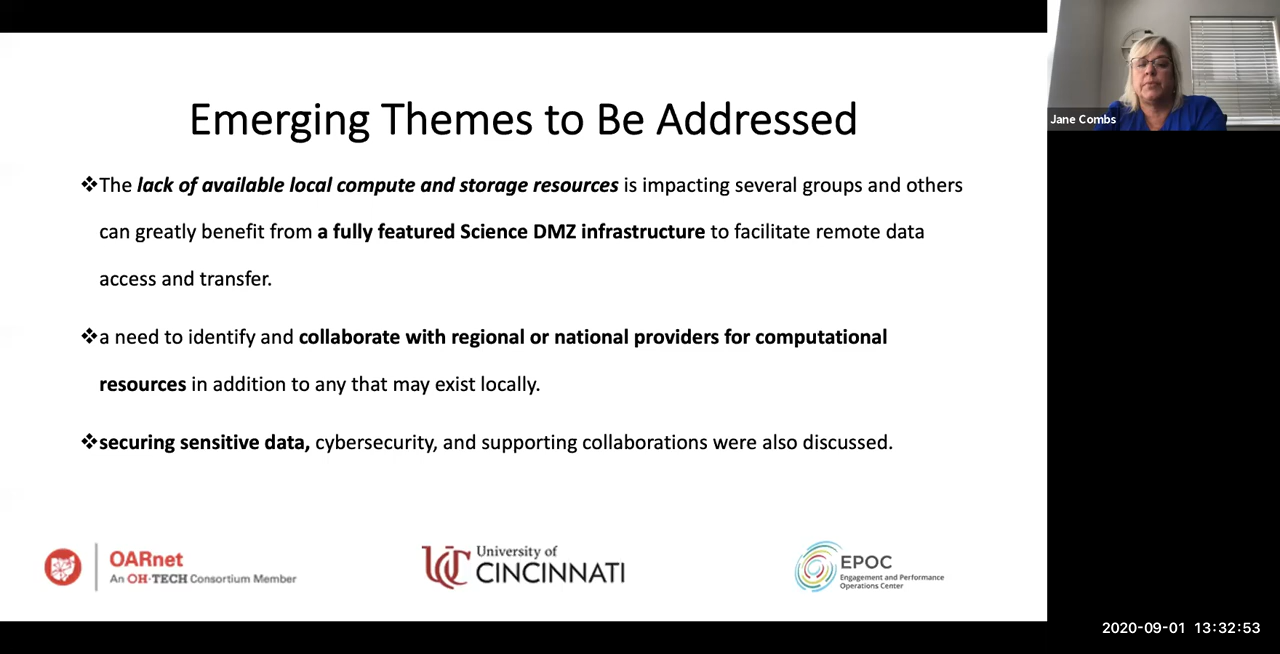 Emerging Themes to Be Addressed
❖The lack of available local compute and storage resources is impacting several groups and others
can greatly benefit from a fully featured Science DMZ infrastructure to facilitate remote data
access and transfer.
❖a need to identify and collaborate with regional or national providers for computational
resources in addition to any that may exist locally.
❖securing sensitive data, cybersecurity, and supporting collaborations were also discussed.
OARnet
An OH·TECH Consortium Member
UC
University of
CINCINNATI
EPOC
Engagement and Performance
Operations Center
Jane Combs
2020-09-01 13:32:53